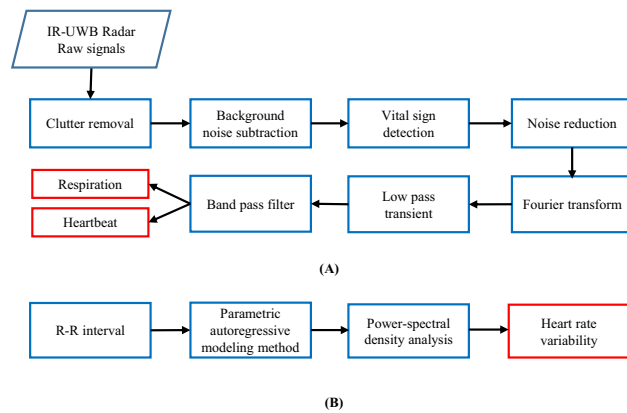 IR-UWB Radar
Raw signals
Clutter removal
Background
noise subtraction
Vital sign
detection
Noise reduction
Respiration
Heartbeat
Band pass filter
Low pass
transient
Fourier transform
(A)
R-R interval
Parametric
autoregressive
modeling method
Power-spectral
density analysis
Heart rate
variability
(B)